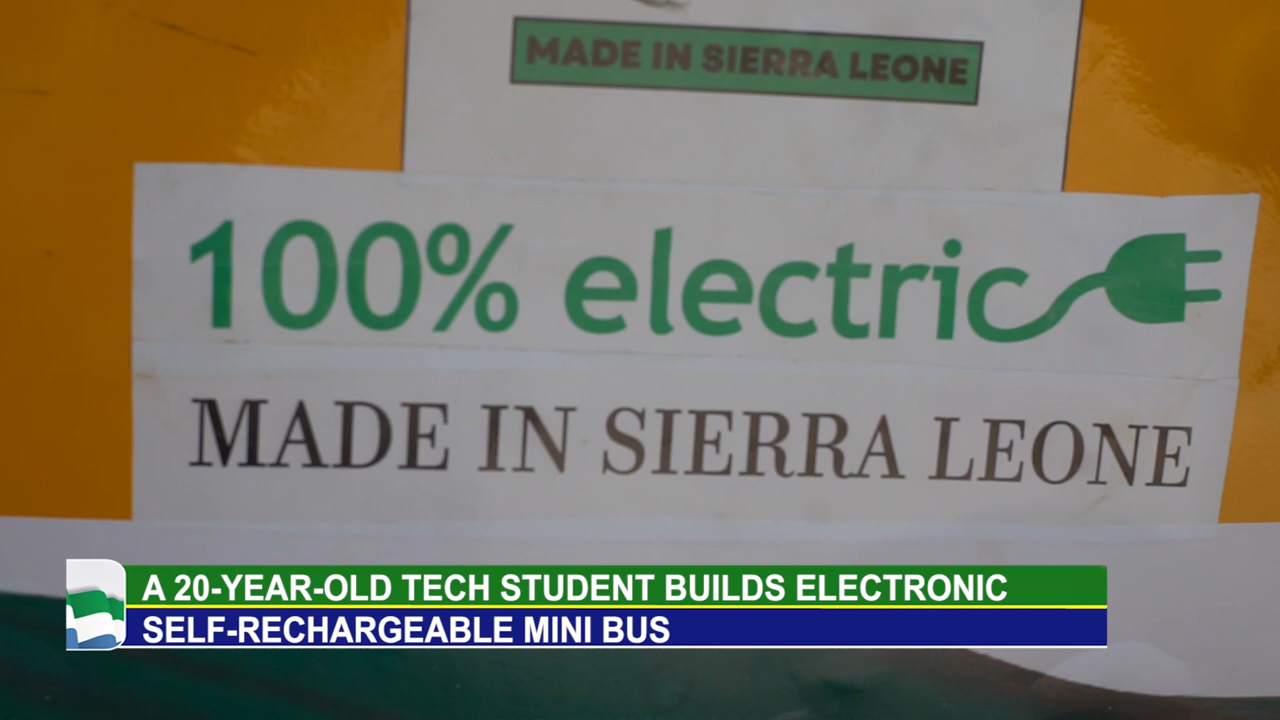 MADE IN SIERRA LEONE
100% electric
MADE IN SIERRA LEONE
A 20-YEAR-OLD TECH STUDENT BUILDS ELECTRONIC
SELF-RECHARGEABLE MINI BUS